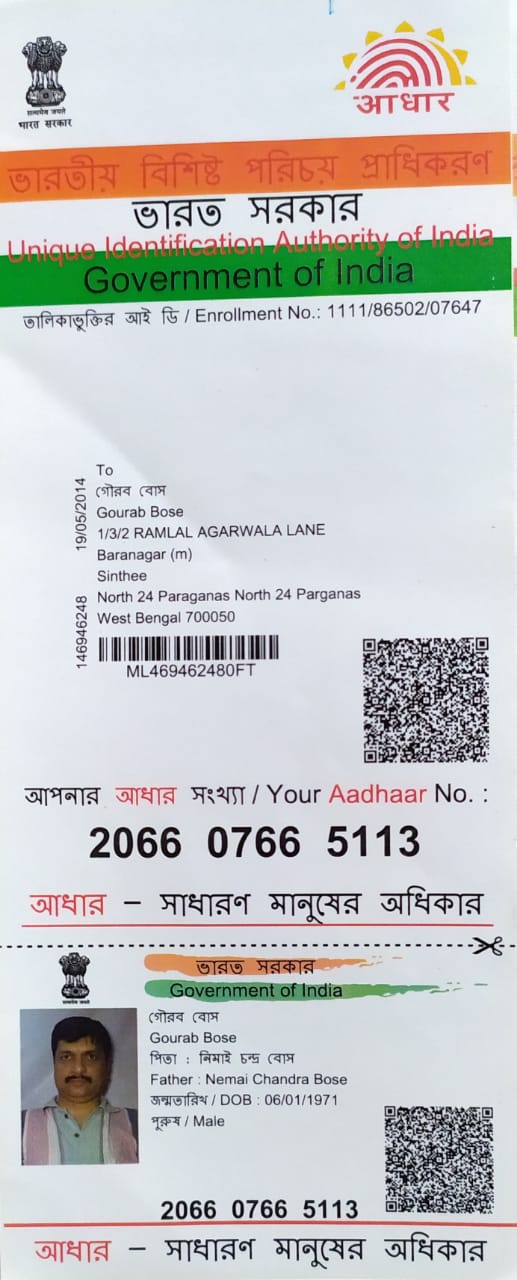 सत्यमेव जयते
भारत सरकार
आधार
ভারতীয় বিশিষ্ট পরিচয় প্রাধিকরণ
ভারত সরকার
Unique Identification Authority of India
Government of India
তালিকাভুক্তির আই ডি / Enrollment No.: 1111/86502/07647
To
গৌরব বোস
Gourab Bose
1/3/2 RAMLAL AGARWALA LANE
Baranagar (m)
Sinthee
North 24 Paraganas North 24 Parganas
West Bengal 700050
19/05/2014
146946248
ML469462480FT
আপনার আধার সংখ্যা / Your Aadhaar No. :
2066 0766 5113
আধার – সাধারণ মানুষের অধিকার
ভারত সরকার
Government of India
सत्यमेव जयते
গৌরব বোস
Gourab Bose
পিতা : নিমাই চন্দ্র বোস
Father : Nemai Chandra Bose
জন্মতারিখ / DOB : 06/01/1971
পুরুষ / Male
2066 0766 5113
আধার – সাধারণ মানুষের অধিকার